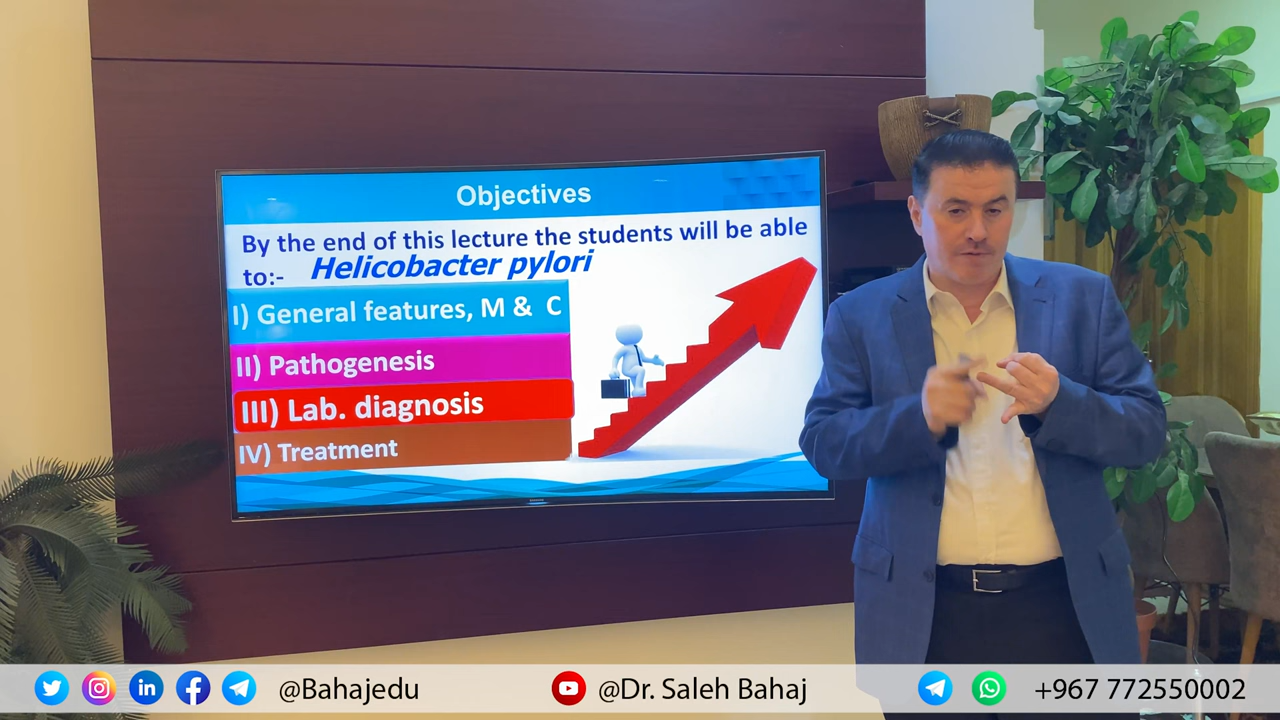 Objectives
By the end of this lecture the students will be able
to:- Helicobacter pylori
I) General features, M & C
II) Pathogenesis
III) Lab. diagnosis
IV) Treatment
@Bahajedu
@Dr. Saleh Bahaj
+967 772550002